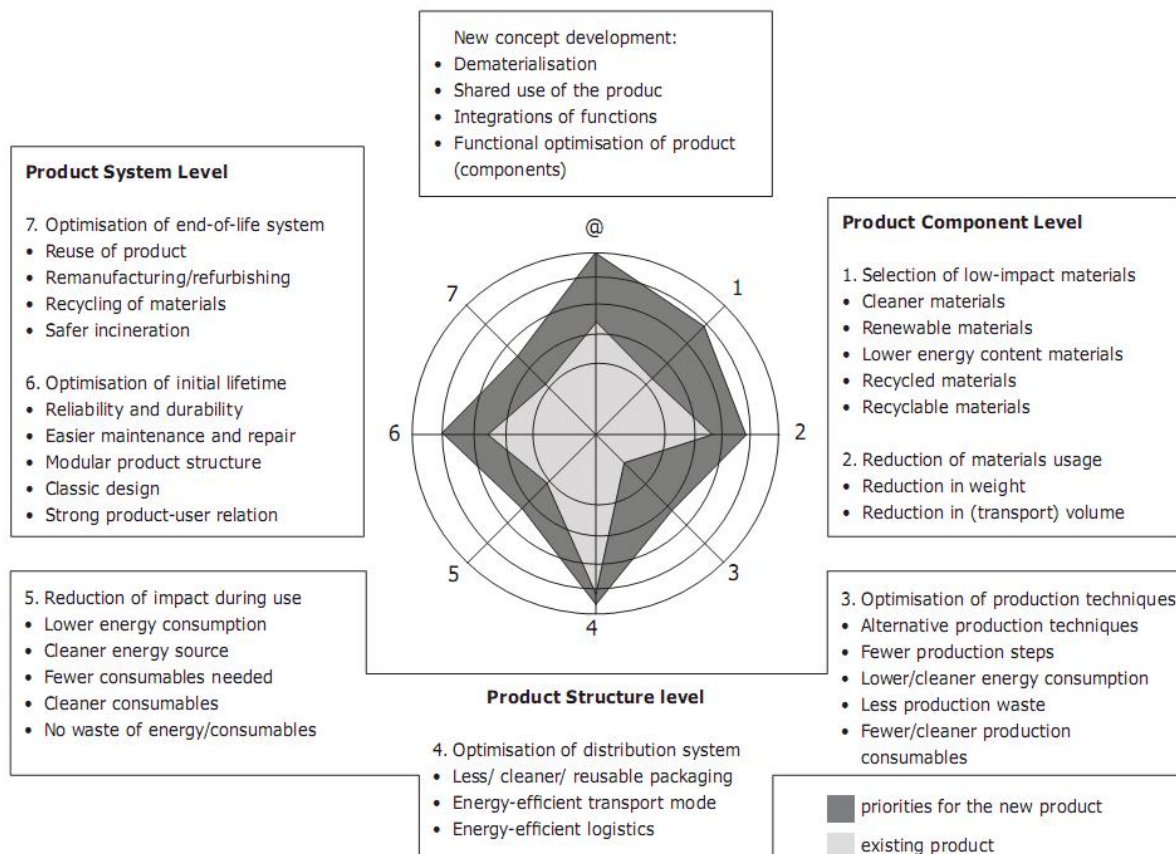 New concept development:
• Dematerialisation
• Shared use of the produc
• Integrations of functions
• Functional optimisation of product
(components)
Product System Level
7. Optimisation of end-of-life system
• Reuse of product
• Remanufacturing/refurbishing
• Recycling of materials
• Safer incineration
6. Optimisation of initial lifetime
• Reliability and durability
• Easier maintenance and repair
• Modular product structure
• Classic design
• Strong product-user relation
@
1
2
3
4
5
6
7
Product Component Level
1. Selection of low-impact materials
• Cleaner materials
• Renewable materials
• Lower energy content materials
• Recycled materials
• Recyclable materials
2. Reduction of materials usage
• Reduction in weight
• Reduction in (transport) volume
5. Reduction of impact during use
• Lower energy consumption
• Cleaner energy source
• Fewer consumables needed
• Cleaner consumables
• No waste of energy/consumables
Product Structure level
4. Optimisation of distribution system
• Less/ cleaner/ reusable packaging
• Energy-efficient transport mode
• Energy-efficient logistics
3. Optimisation of production techniques
• Alternative production techniques
• Fewer production steps
• Lower/cleaner energy consumption
• Less production waste
• Fewer/cleaner production
consumables
priorities for the new product
existing product